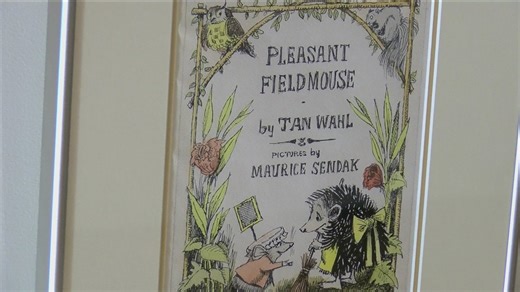 PLEASANT
FIELDMOUSE
by JAN WAHL
PICTURES by
MAURICE SENDAK